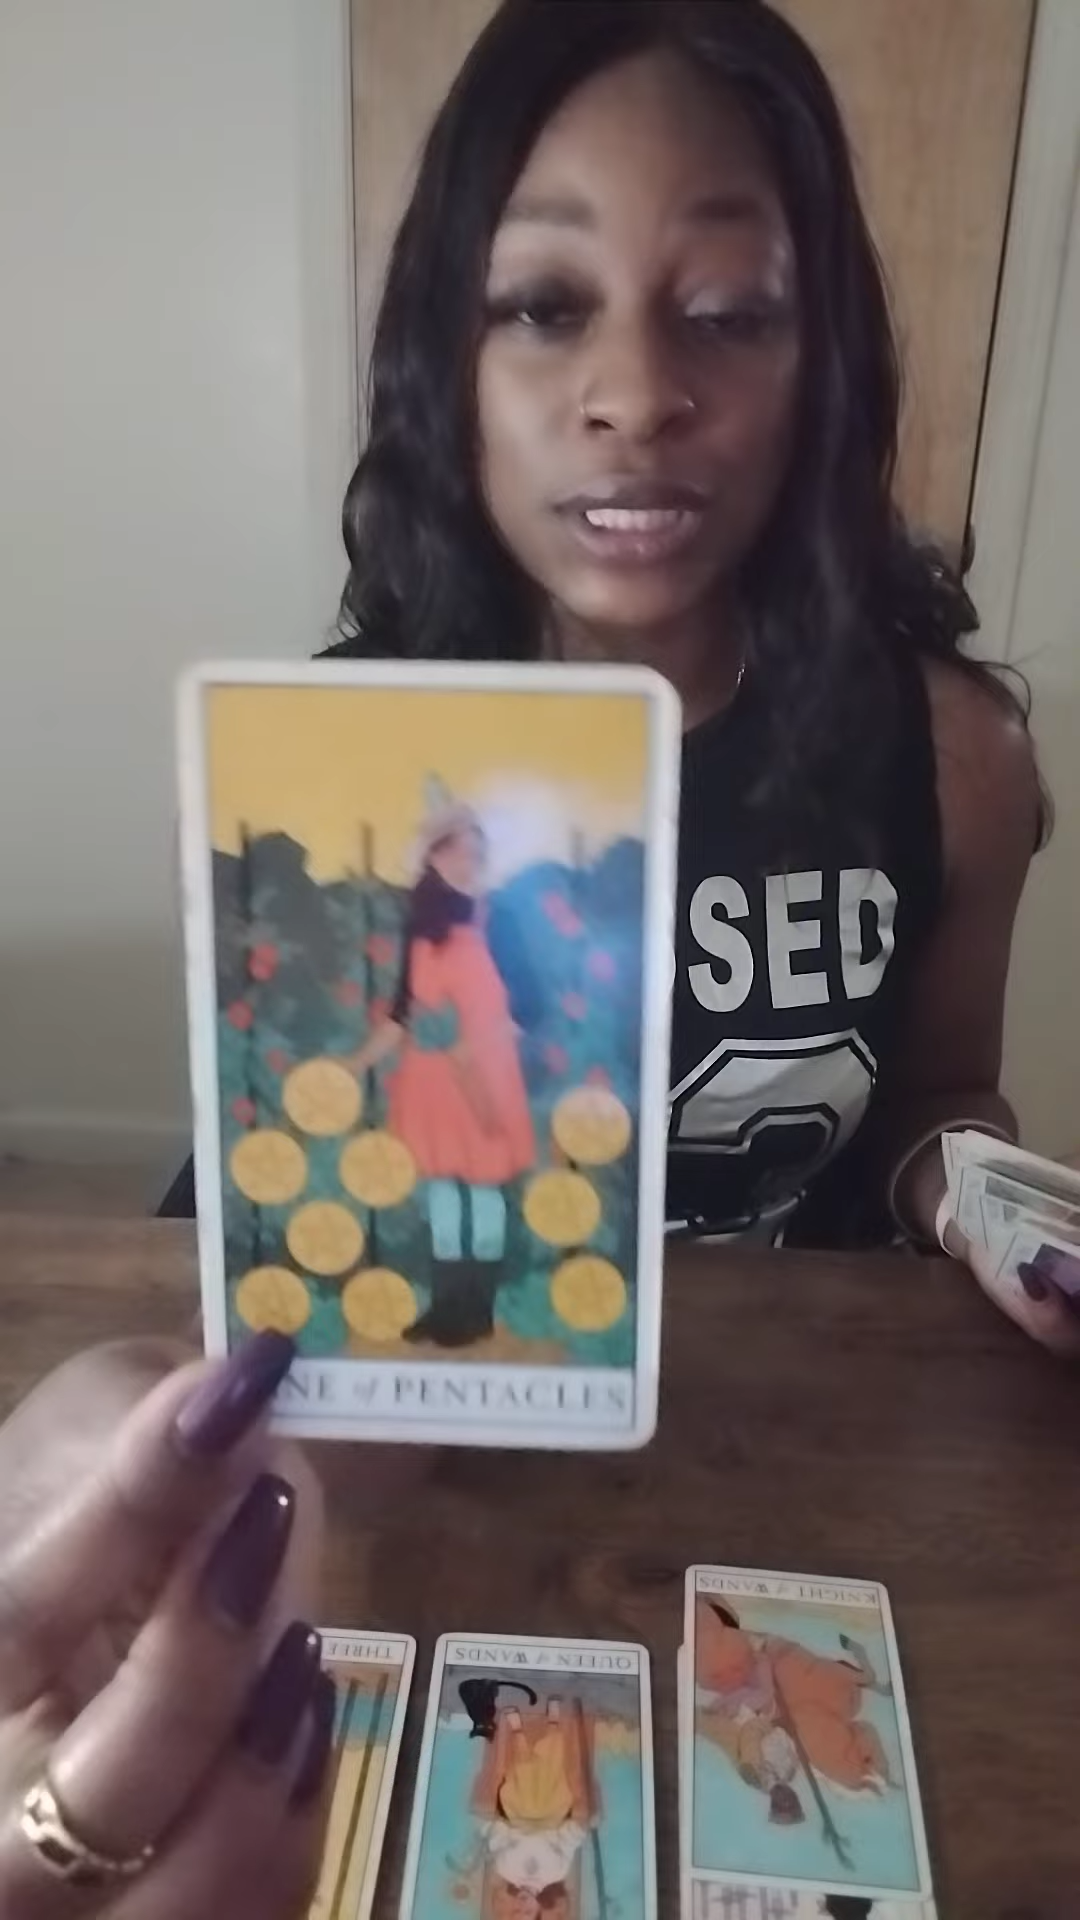 SED
NE of PENTACLES
KNIGHT of WANDS
THREE
QUEEN of WANDS